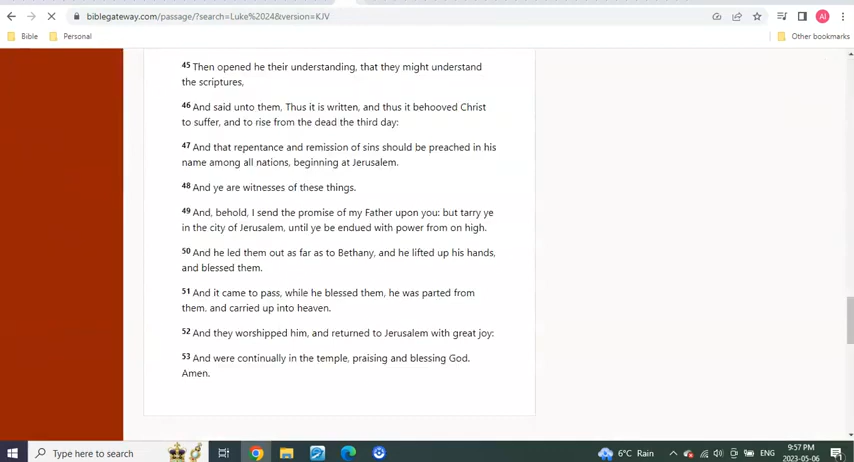 biblegateway.com/passage/?search=Luke%2024&version=KJV
AI
Bible
Personal
Other bookmarks
45 Then opened he their understanding, that they might understand
the scriptures,
46 And said unto them, Thus it is written, and thus it behooved Christ
to suffer, and to rise from the dead the third day:
47 And that repentance and remission of sins should be preached in his
name among all nations, beginning at Jerusalem.
48 And ye are witnesses of these things.
49 And, behold, I send the promise of my Father upon you: but tarry ye
in the city of Jerusalem, until ye be endued with power from on high.
50 And he led them out as far as to Bethany, and he lifted up his hands,
and blessed them.
51 And it came to pass, while he blessed them, he was parted from
them, and carried up into heaven.
52 And they worshipped him, and returned to Jerusalem with great joy:
53 And were continually in the temple, praising and blessing God.
Amen.
Type here to search
6°C Rain
ENG
9:57 PM
2023-05-06
1